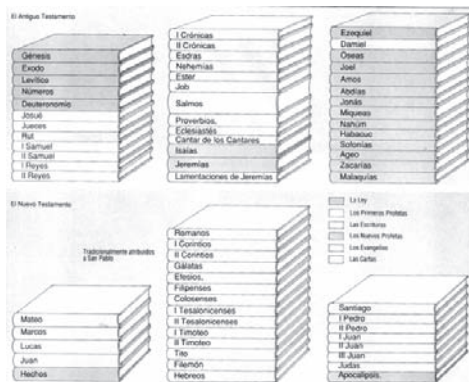 El Antiguo Testamento
Génesis
Exodo
Levítico
Números
Deuteronomio
Josué
Jueces
Rut
I Samuel
II Samuel
I Reyes
II Reyes
I Crónicas
II Crónicas
Esdras
Nehemías
Ester
Job
Salmos
Proverbios,
Eclesiastés
Cantar de los Cantares
Isaías
Jeremías
Lamentaciones de Jeremías
Ezequiel
Daniel
Oseas
Joel
Amos
Abdías
Jonás
Miqueas
Nahúm
Habacuc
Sofonías
Ageo
Zacarías
Malaquías
El Nuevo Testamento
Mateo
Marcos
Lucas
Juan
Hechos
Tradicionalmente atribuidos
a San Pablo
Romanos
I Corintios
II Corintios
Gálatas
Efesios,
Filipenses
Colosenses
I Tesalonicenses
II Tesalonicenses
I Timoteo
II Timoteo
Tito
Filemón
Hebreos
La Ley
Los Primeros Profetas
Las Escrituras
Los Nuevos Profetas
Los Evangelios
Las Cartas
Santiago
I Pedro
II Pedro
I Juan
II Juan
III Juan
Judas
Apocalipsis.